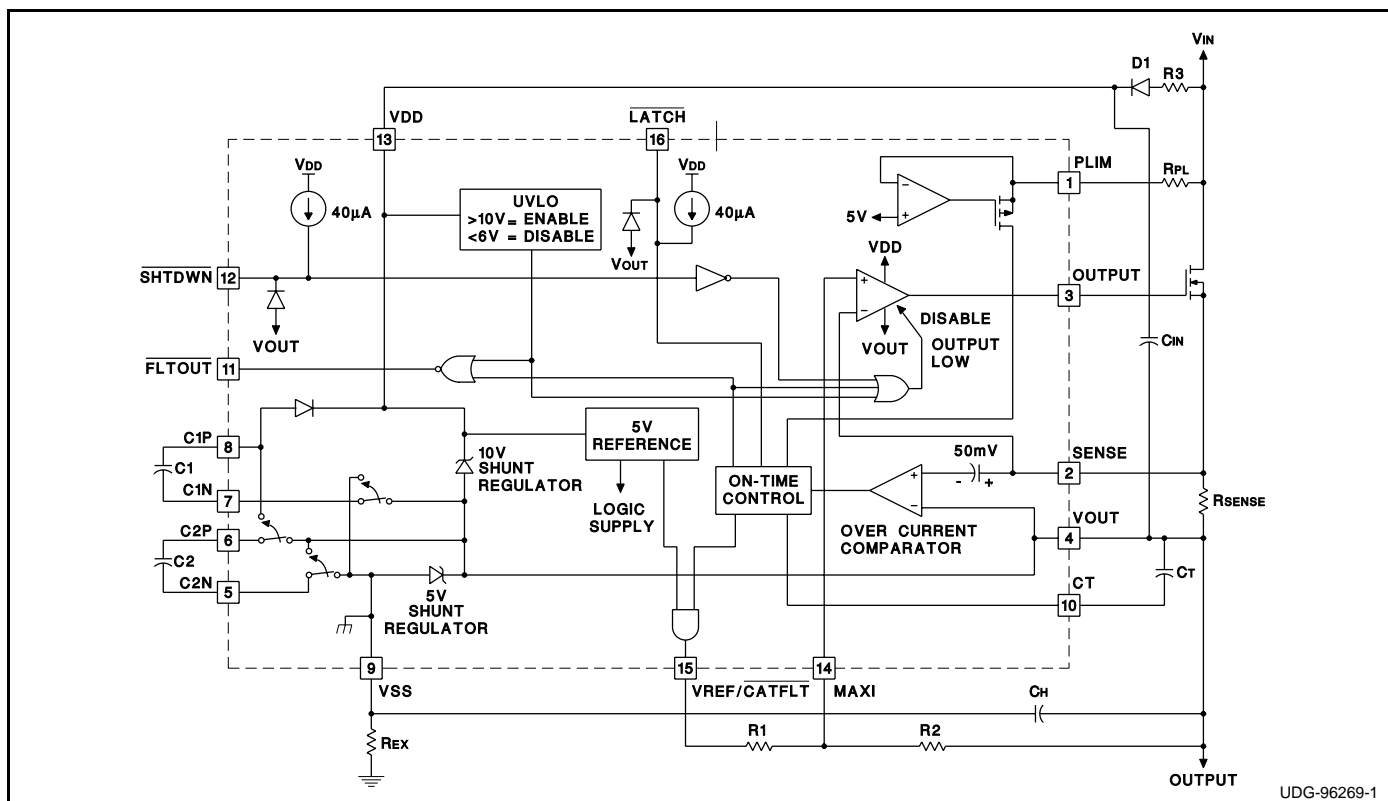 VIN
D1
R3
VDD
13
LATCH
16
PLIM
1
RPL
VDD
40µA
UVLO
>10V = ENABLE
<6V = DISABLE
VDD
40µA
VOUT
5V
SHTDWN
12
VOUT
VDD
VOUT
DISABLE
OUTPUT
LOW
OUTPUT
3
CIN
FLTOUT
11
C1P
8
C1
C1N
7
C2P
6
C2
C2N
5
10V
SHUNT
REGULATOR
5V
REFERENCE
LOGIC
SUPPLY
ON-TIME
CONTROL
50mV
- +
OVER CURRENT
COMPARATOR
SENSE
2
RSENSE
VOUT
4
CT
CT
10
5V
SHUNT
REGULATOR
9
VSS
15
VREF/CATFLT
14
MAXI
CH
REX
R1
R2
OUTPUT
UDG-96269-1